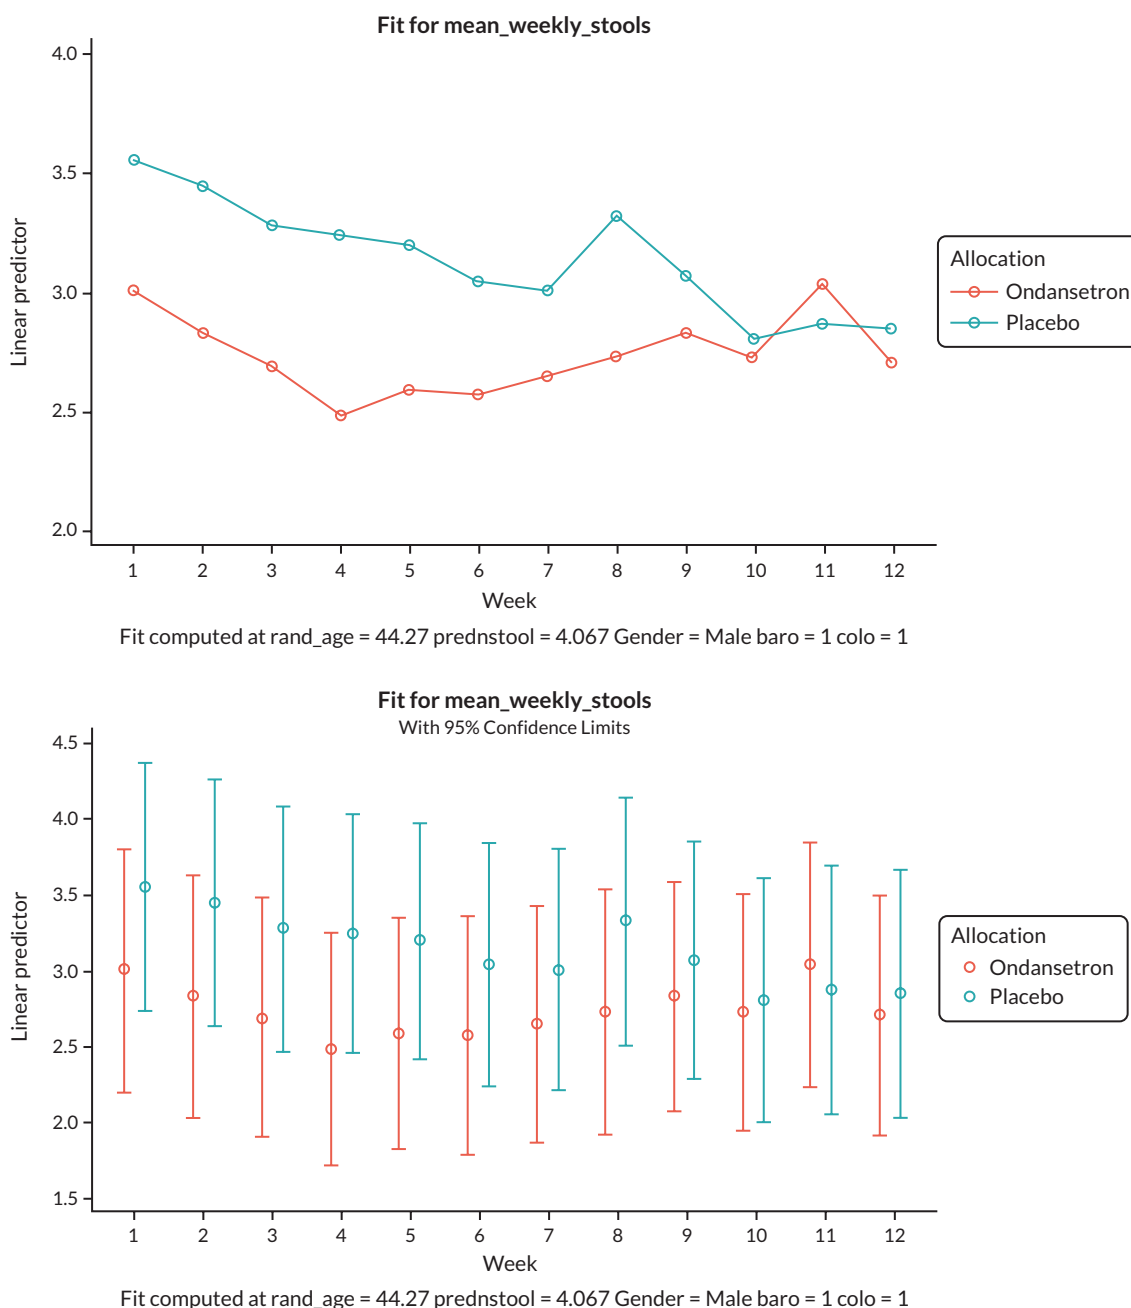 Fit for mean_weekly_stools
4.0
3.5
3.0
2.5
2.0
Linear predictor
1 2 3 4 5 6 7 8 9 10 11 12
Week
Allocation
Ondansetron
Placebo
Fit computed at rand_age = 44.27 prednstool = 4.067 Gender = Male baro = 1 colo = 1
Fit for mean_weekly_stools
With 95% Confidence Limits
4.5
4.0
3.5
3.0
2.5
2.0
1.5
Linear predictor
1 2 3 4 5 6 7 8 9 10 11 12
Week
Allocation
Ondansetron
Placebo
Fit computed at rand_age = 44.27 prednstool = 4.067 Gender = Male baro = 1 colo = 1